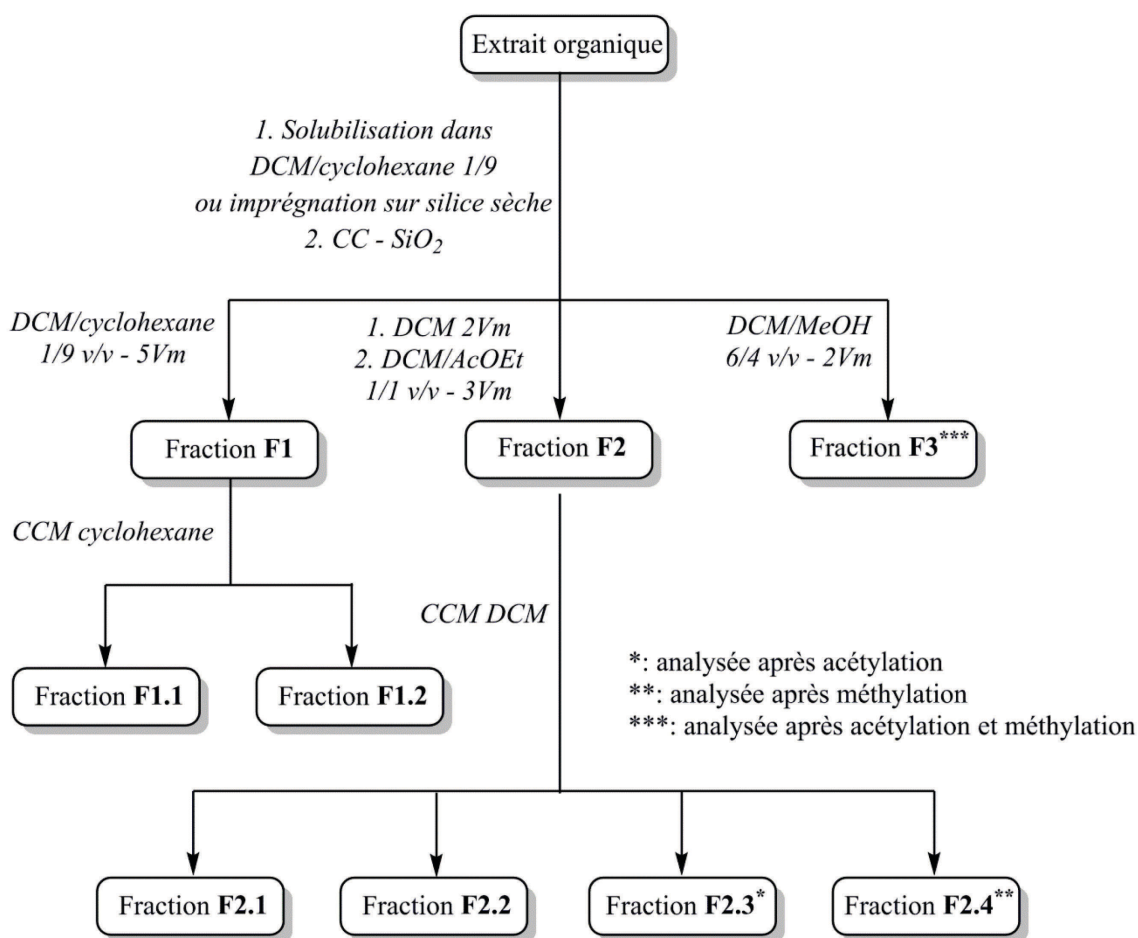 Extrait organique
1. Solubilisation dans
DCM/cyclohexane 1/9
ou imprégnation sur silice sèche
2. CC - SiO2
DCM/cyclohexane
1/9 v/v - 5Vm
1. DCM 2Vm
2. DCM/AcOEt
1/1 v/v - 3Vm
DCM/MeOH
6/4 v/v - 2Vm
Fraction F1
Fraction F2
Fraction F3***
CCM cyclohexane
CCM DCM
Fraction F1.1
Fraction F1.2
*: analysée après acétylation
**: analysée après méthylation
***: analysée après acétylation et méthylation
Fraction F2.1
Fraction F2.2
Fraction F2.3*
Fraction F2.4**